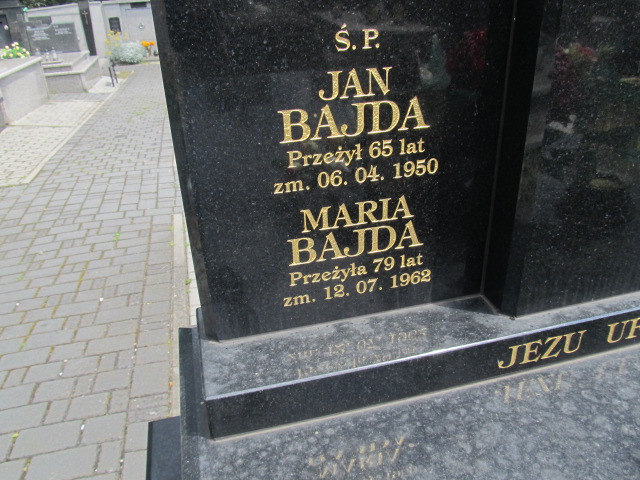 Ś. P.
JAN
BAJDA
Przeżył 65 lat
zm. 06. 04. 1950
MARIA
BAJDA
Przeżyła 79 lat
zm. 12. 07. 1962
JEZU